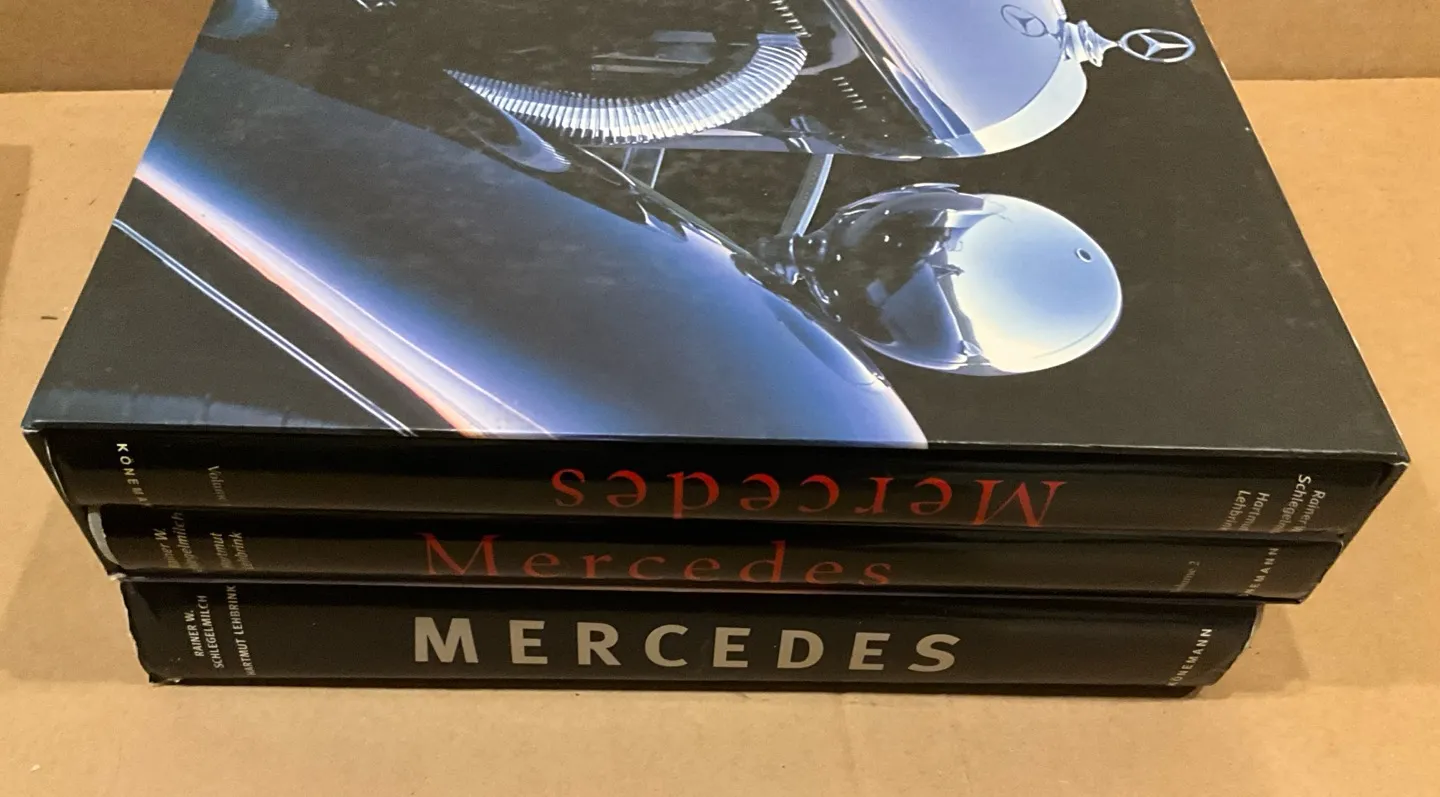 KÖNEMANN
Volume
Mercedes
Rainer
Schlegelmilch
Hartmut
Lehbrink
Rainer W.
Schlegelmilch
Hartmut
Lehbrink
Mercedes
Volume 2
KÖNEMANN
RAINER W.
SCHLEGELMILCH
HARTMUT LEHBRINK
MERCEDES
KÖNEMANN